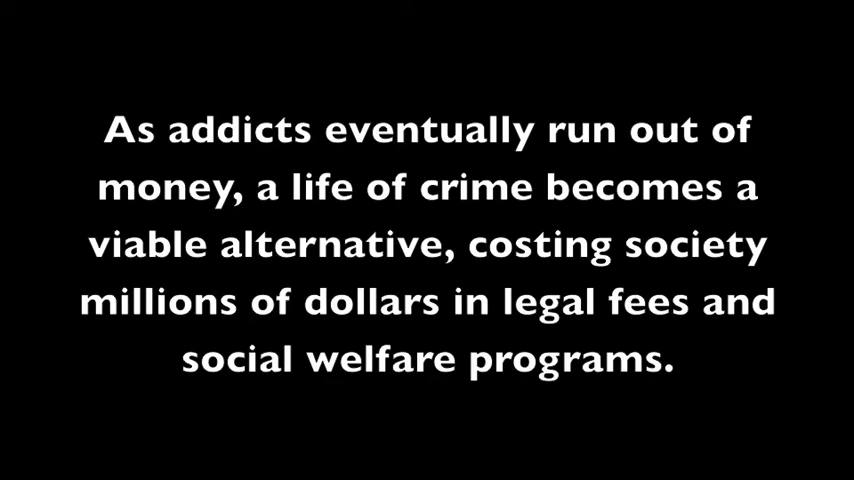 As addicts eventually run out of
money, a life of crime becomes a
viable alternative, costing society
millions of dollars in legal fees and
social welfare programs.